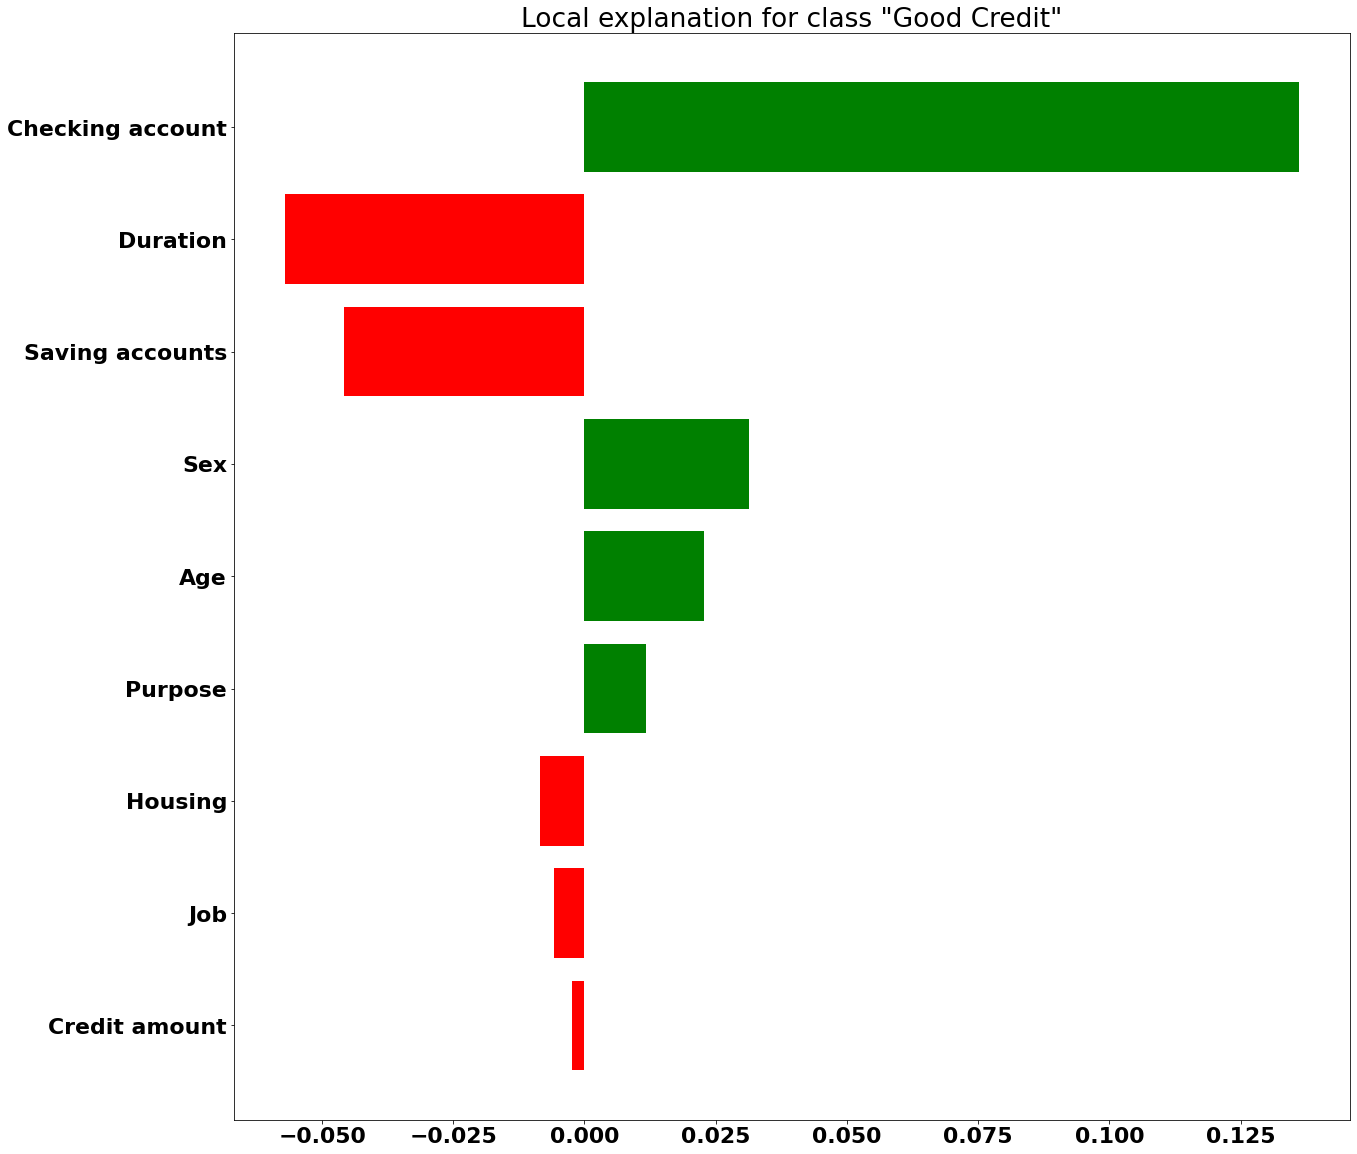 Local explanation for class "Good Credit"
Checking account
Duration
Saving accounts
Sex
Age
Purpose
Housing
Job
Credit amount
−0.050 −0.025 0.000 0.025 0.050 0.075 0.100 0.125